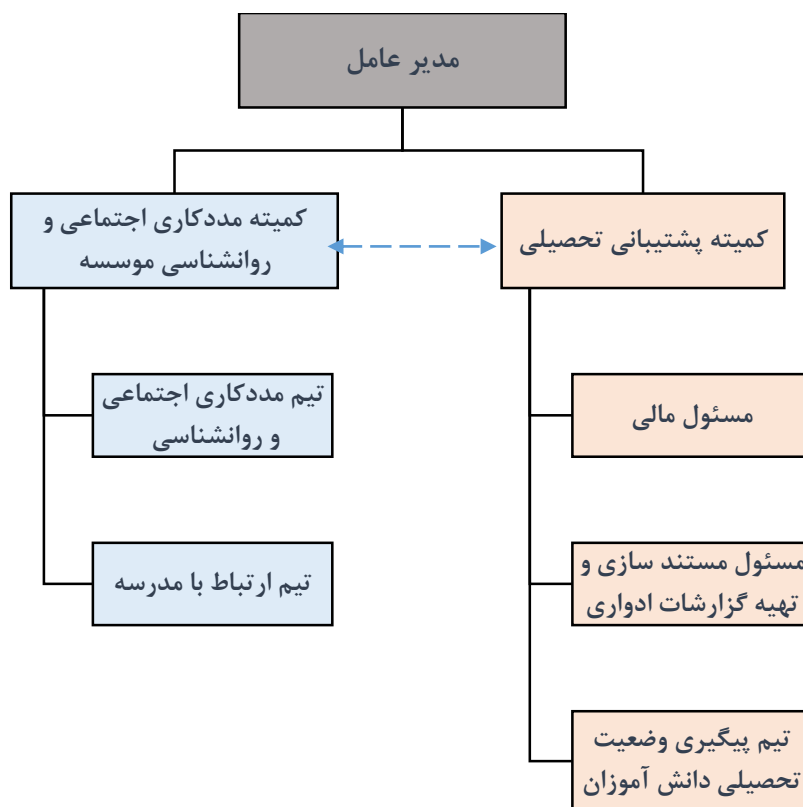 مدیر عامل
کمیته پشتیبانی تحصیلی
کمیته مددکاری اجتماعی و
روانشناسی موسسه
مسئول مالی
مسئول مستند سازی و
تهیه گزارشات ادواری
تیم پیگیری وضعیت
تحصیلی دانش آموزان
تیم مددکاری اجتماعی
و روانشناسی
تیم ارتباط با مدرسه